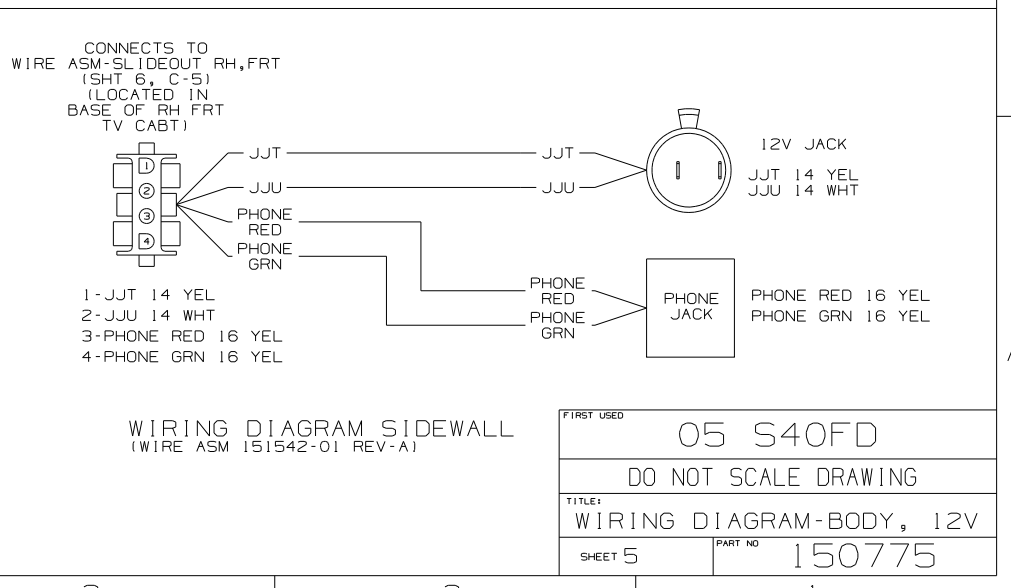 CONNECTS TO
WIRE ASM-SLIDEOUT RH,FRT
(SHT 6, C-5)
(LOCATED IN
BASE OF RH FRT
TV CABT)
1
2
3
4
JJT
JJU
PHONE
RED
PHONE
GRN
JJT
JJU
12V JACK
JJT 14 YEL
JJU 14 WHT
PHONE
RED
PHONE
GRN
PHONE
JACK
PHONE RED 16 YEL
PHONE GRN 16 YEL
1-JJT 14 YEL
2-JJU 14 WHT
3-PHONE RED 16 YEL
4-PHONE GRN 16 YEL
WIRING DIAGRAM SIDEWALL
(WIRE ASM 151542-01 REV-A)
FIRST USED
05 S40FD
DO NOT SCALE DRAWING
TITLE:
WIRING DIAGRAM-BODY, 12V
SHEET 5
PART NO
150775